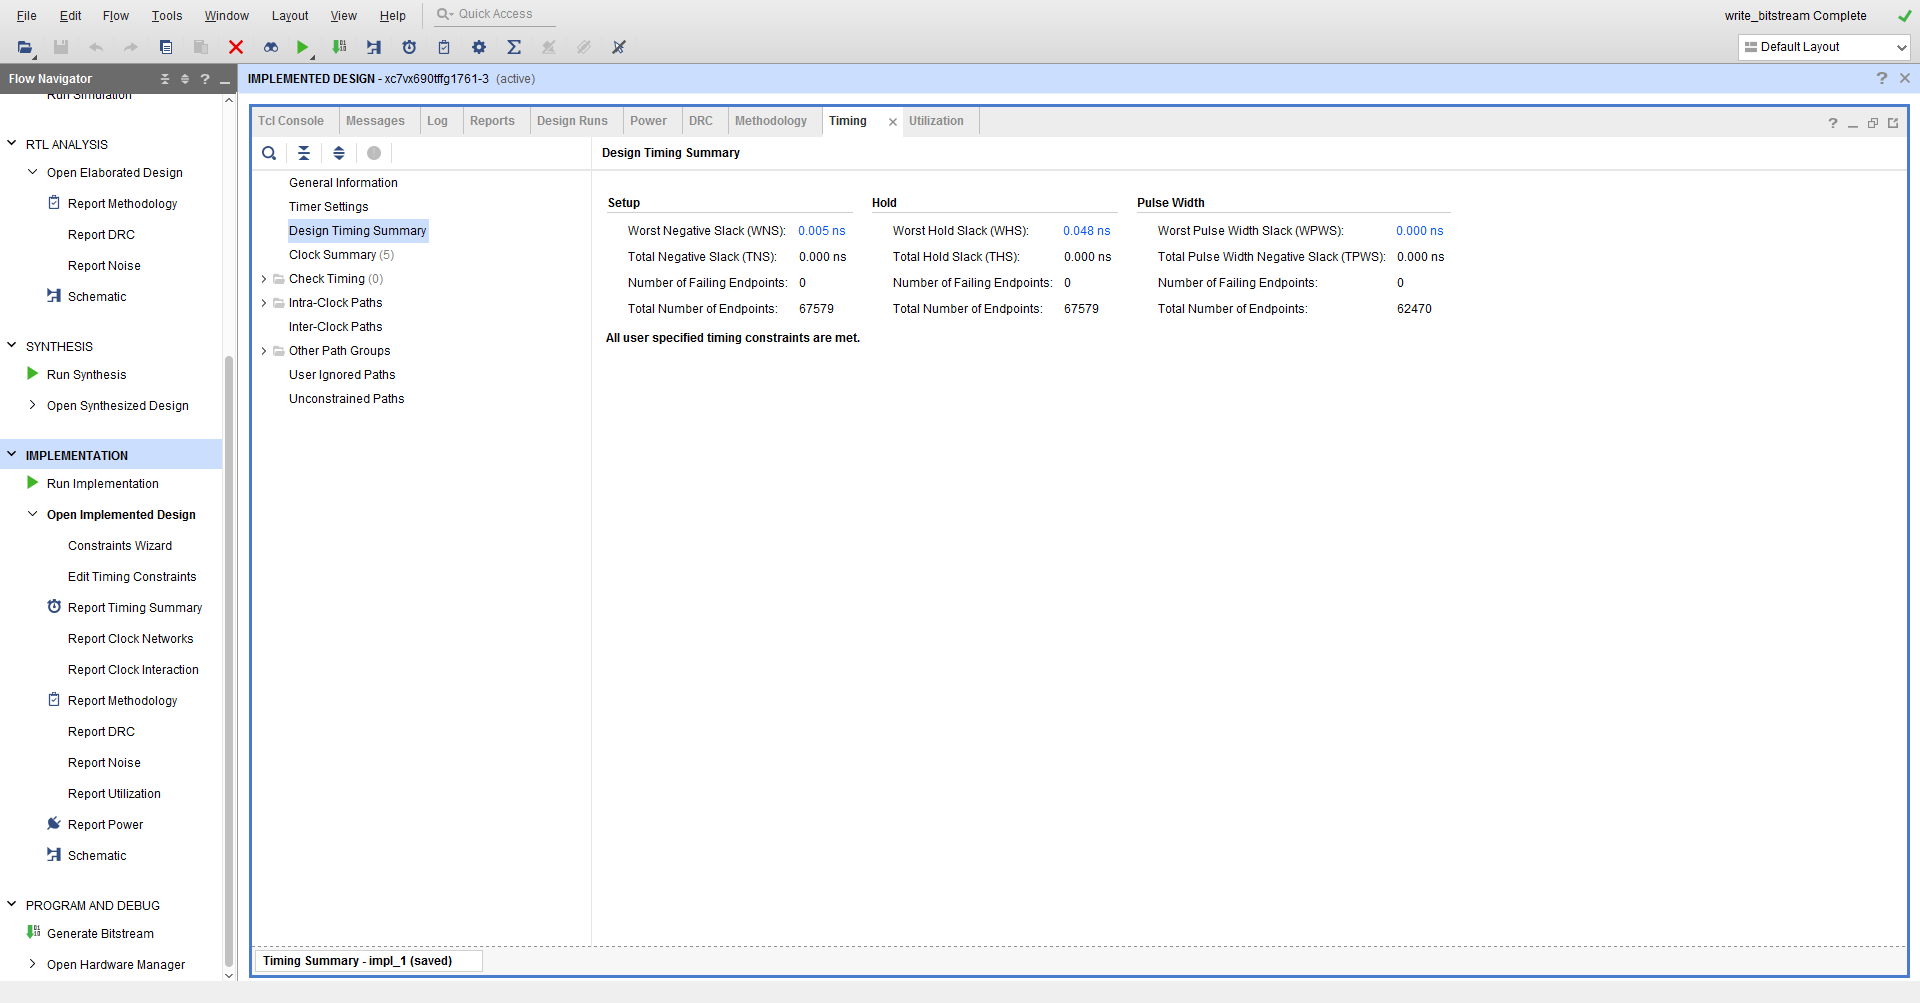 File Edit Flow Tools Window Layout View Help Quick Access write_bitstream Complete
Default Layout
Flow Navigator ? _
IMPLEMENTED DESIGN - xc7vx690tffg1761-3 (active) ?
Run Simulation
RTL ANALYSIS
Open Elaborated Design
Report Methodology
Report DRC
Report Noise
Schematic
SYNTHESIS
Run Synthesis
Open Synthesized Design
IMPLEMENTATION
Run Implementation
Open Implemented Design
Constraints Wizard
Edit Timing Constraints
Report Timing Summary
Report Clock Networks
Report Clock Interaction
Report Methodology
Report DRC
Report Noise
Report Utilization
Report Power
Schematic
PROGRAM AND DEBUG
Generate Bitstream
Open Hardware Manager
Tcl Console Messages Log Reports Design Runs Power DRC Methodology Timing Utilization ?
General Information
Timer Settings
Design Timing Summary
Clock Summary (5)
Check Timing (0)
Intra-Clock Paths
Inter-Clock Paths
Other Path Groups
User Ignored Paths
Unconstrained Paths
Design Timing Summary
Setup Hold Pulse Width
Worst Negative Slack (WNS): 0.005 ns Worst Hold Slack (WHS): 0.048 ns Worst Pulse Width Slack (WPWS): 0.000 ns
Total Negative Slack (TNS): 0.000 ns Total Hold Slack (THS): 0.000 ns Total Pulse Width Negative Slack (TPWS): 0.000 ns
Number of Failing Endpoints: 0 Number of Failing Endpoints: 0 Number of Failing Endpoints: 0
Total Number of Endpoints: 67579 Total Number of Endpoints: 67579 Total Number of Endpoints: 62470
All user specified timing constraints are met.
Timing Summary - impl_1 (saved)